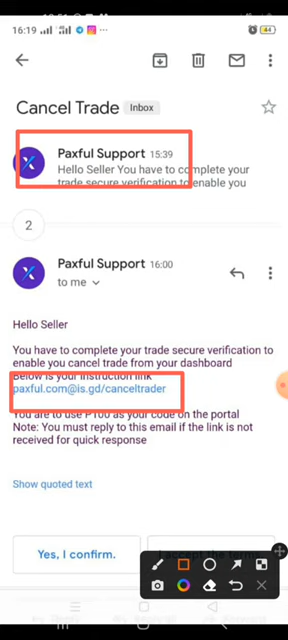 16:19
44
Cancel Trade Inbox
Paxful Support 15:39
Hello Seller You have to complete your
trade secure verification to enable you
2
Paxful Support 16:00
to me
Hello Seller
You have to complete your trade secure verification to
enable you cancel trade from your dashboard
Below is your instruction link
paxful.com@is.gd/canceltrader
You are to use P100 as your code on the portal
Note: You must reply to this email if the link is not
received for quick response
Show quoted text
Yes, I confirm.
I accept the terms